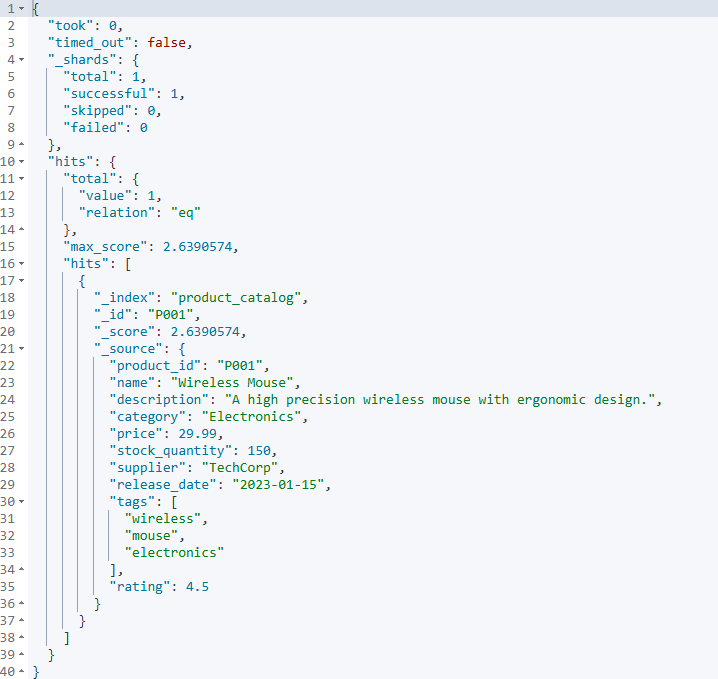 1 {
2   "took": 0,
3   "timed_out": false,
4   "_shards": {
5     "total": 1,
6     "successful": 1,
7     "skipped": 0,
8     "failed": 0
9   },
10   "hits": {
11     "total": {
12       "value": 1,
13       "relation": "eq"
14     },
15     "max_score": 2.6390574,
16     "hits": [
17       {
18         "_index": "product_catalog",
19         "_id": "P001",
20         "_score": 2.6390574,
21         "_source": {
22           "product_id": "P001",
23           "name": "Wireless Mouse",
24           "description": "A high precision wireless mouse with ergonomic design.",
25           "category": "Electronics",
26           "price": 29.99,
27           "stock_quantity": 150,
28           "supplier": "TechCorp",
29           "release_date": "2023-01-15",
30           "tags": [
31             "wireless",
32             "mouse",
33             "electronics"
34           ],
35           "rating": 4.5
36         }
37       }
38     ]
39   }
40 }